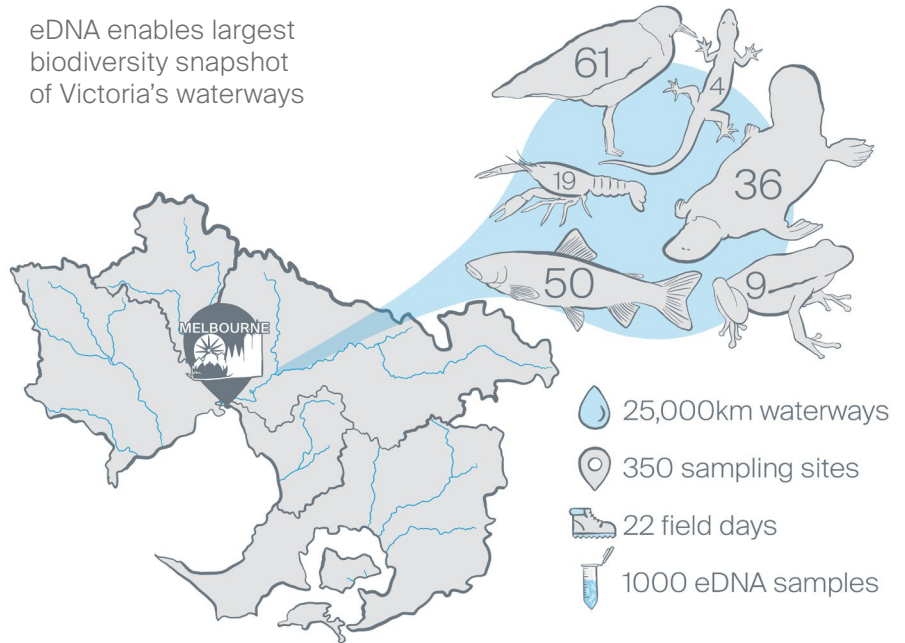 eDNA enables largest
biodiversity snapshot
of Victoria's waterways
61
4
36
19
50
9
MELBOURNE
25,000km waterways
350 sampling sites
22 field days
1000 eDNA samples